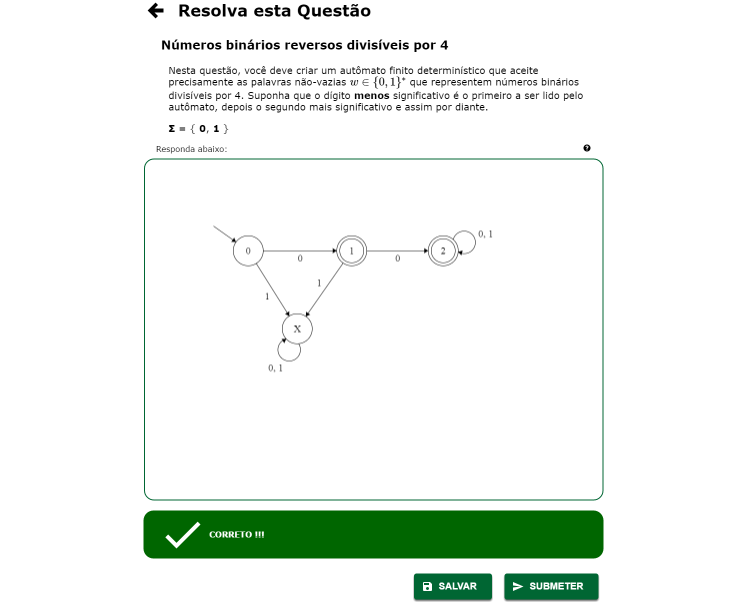 Resolva esta Questão
Números binários reversos divisíveis por 4
Nesta questão, você deve criar um autômato finito determinístico que aceite
precisamente as palavras não-vazias w ∈ {0, 1}* que representem números binários
divisíveis por 4. Suponha que o dígito menos significativo é o primeiro a ser lido pelo
autômato, depois o segundo mais significativo e assim por diante.
Σ = { 0, 1 }
Responda abaixo:
?
0, 1
0
1
2
0
0
1
1
X
0, 1
CORRETO !!!
SALVAR
SUBMETER